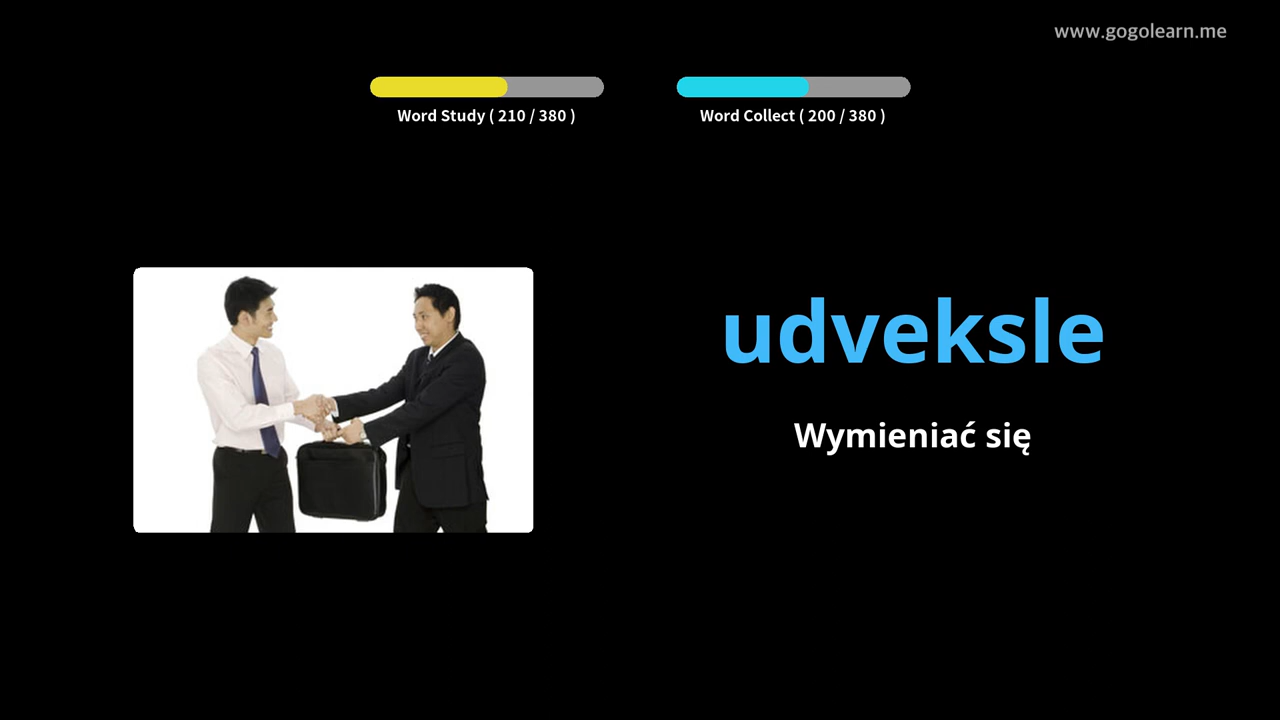 www.gogolearn.me
Word Study ( 210 / 380 )
Word Collect ( 200 / 380 )
udveksle
Wymieniać się